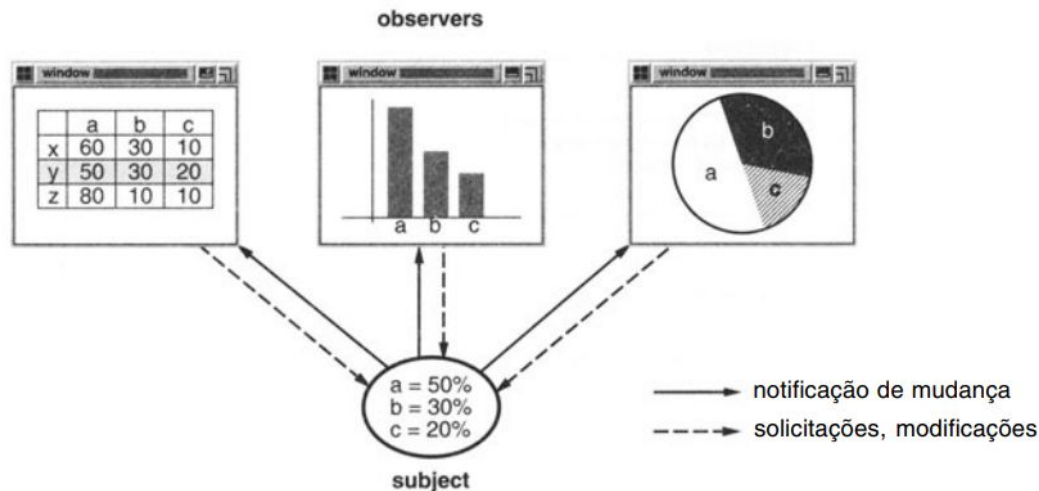 observers
window
window
window
a b c
x 60 30 10
y 50 30 20
z 80 10 10
a b c
a
b
c
a = 50%
b = 30%
c = 20%
subject
notificação de mudança
solicitações, modificações